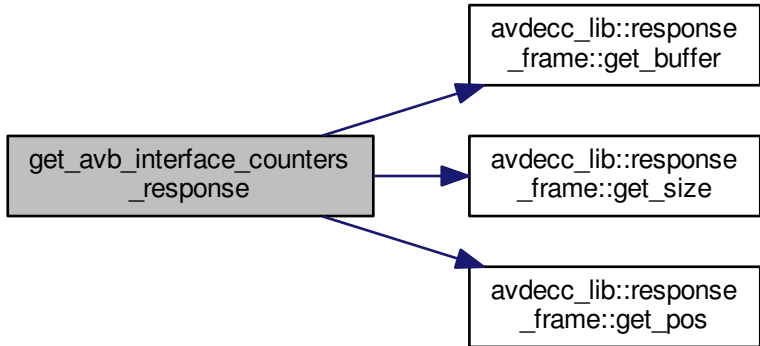 get_avb_interface_counters
_response
avdecc_lib::response
_frame::get_buffer
avdecc_lib::response
_frame::get_size
avdecc_lib::response
_frame::get_pos